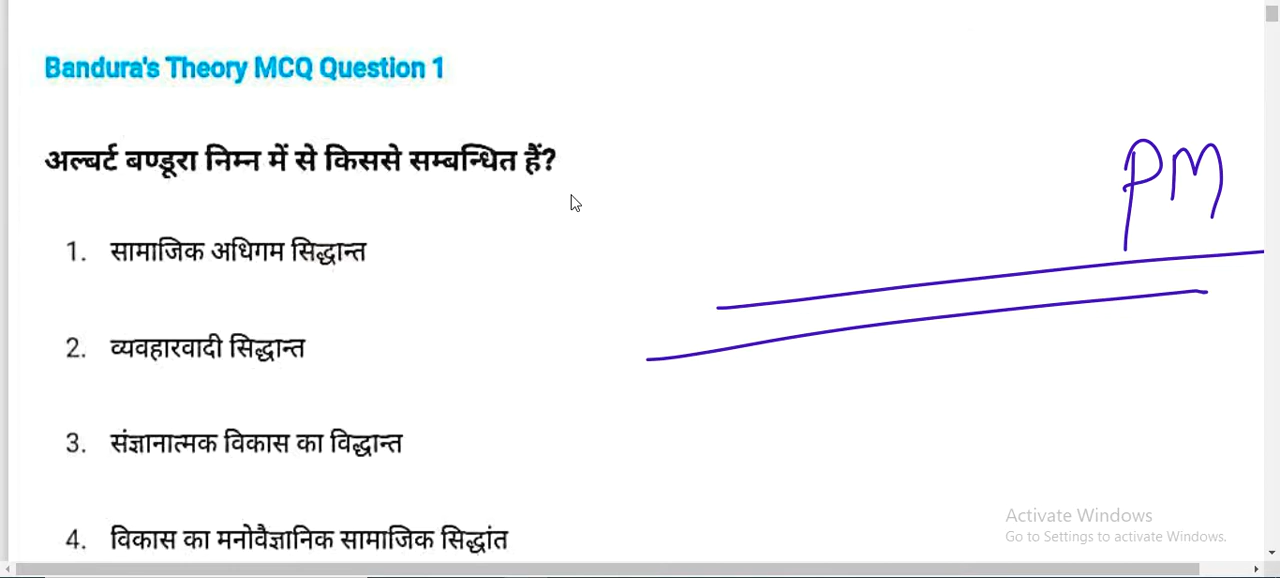 Bandura's Theory MCQ Question 1
अल्बर्ट बण्डूरा निम्न में से किससे सम्बन्धित हैं?
PM
1. सामाजिक अधिगम सिद्धान्त
2. व्यवहारवादी सिद्धान्त
3. संज्ञानात्मक विकास का विद्धान्त
4. विकास का मनोवैज्ञानिक सामाजिक सिद्धांत
Activate Windows
Go to Settings to activate Windows.